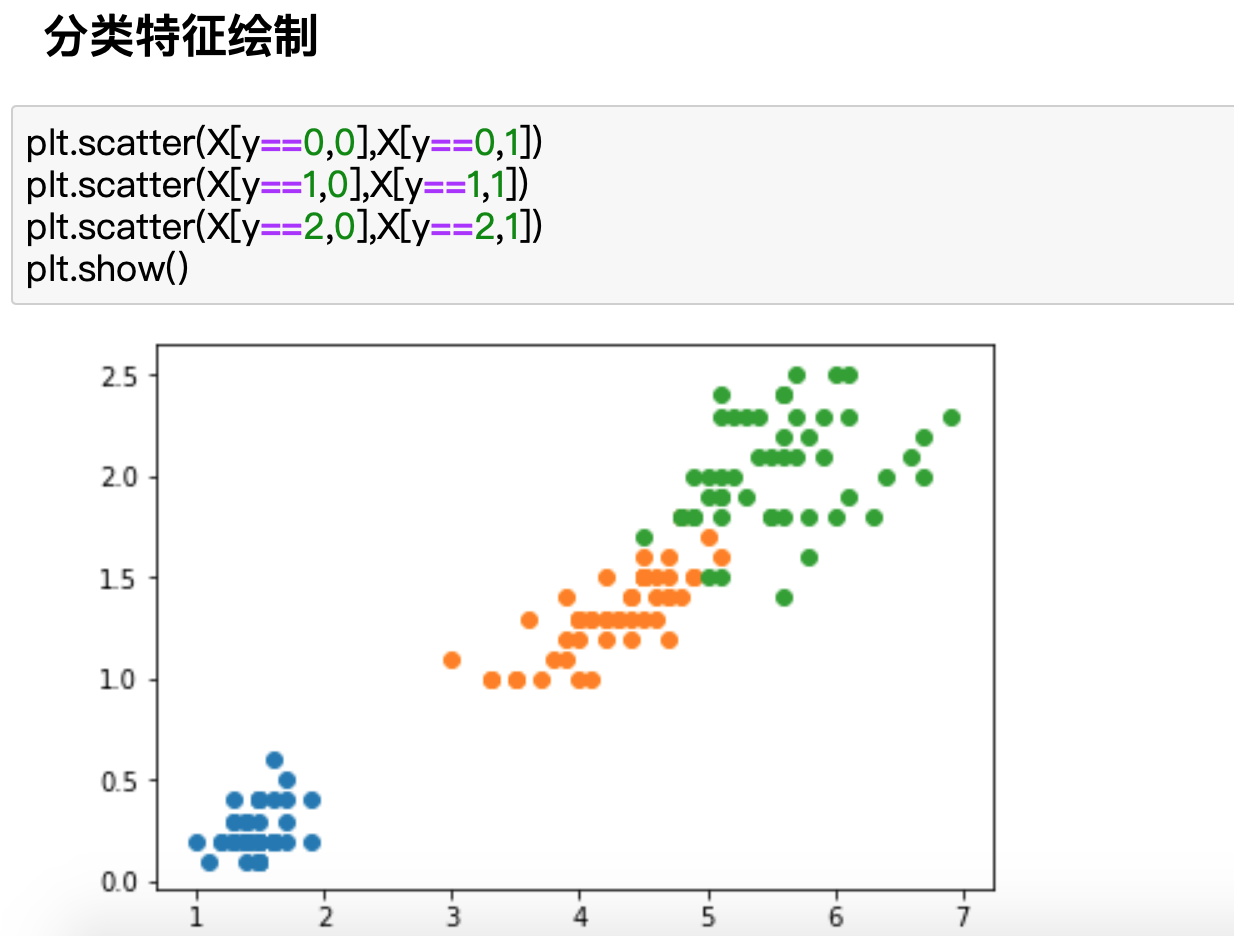 分类特征绘制
plt.scatter(X[y==0,0],X[y==0,1])
plt.scatter(X[y==1,0],X[y==1,1])
plt.scatter(X[y==2,0],X[y==2,1])
plt.show()
2.5
2.0
1.5
1.0
0.5
0.0
1 2 3 4 5 6 7